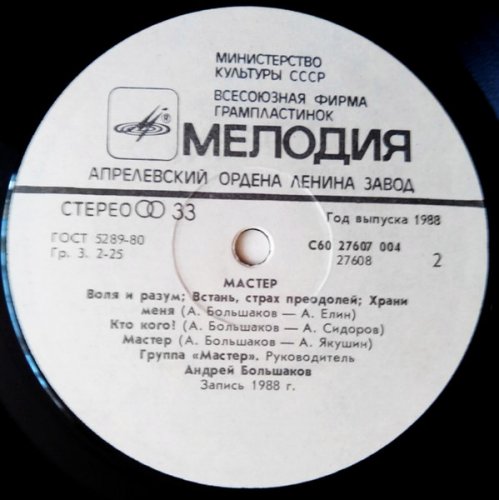 МИНИСТЕРСТВО
КУЛЬТУРЫ СССР
ВСЕСОЮЗНАЯ ФИРМА
ГРАМПЛАСТИНОК
®
МЕЛОДИЯ
АПРЕЛЕВСКИЙ ОРДЕНА ЛЕНИНА ЗАВОД
СТЕРЕО 33
Год выпуска 1988
ГОСТ 5289-80
Гр. 3. 2-25
С60 27607 004
27608
2
МАСТЕР
Воля и разум; Встань, страх преодолей; Храни
меня (А. Большаков — А. Елин)
Кто кого! (А. Большаков — А. Сидоров)
Мастер (А. Большаков — А. Якушин)
Группа «Мастер». Руководитель
Андрей Большаков
Запись 1988 г.